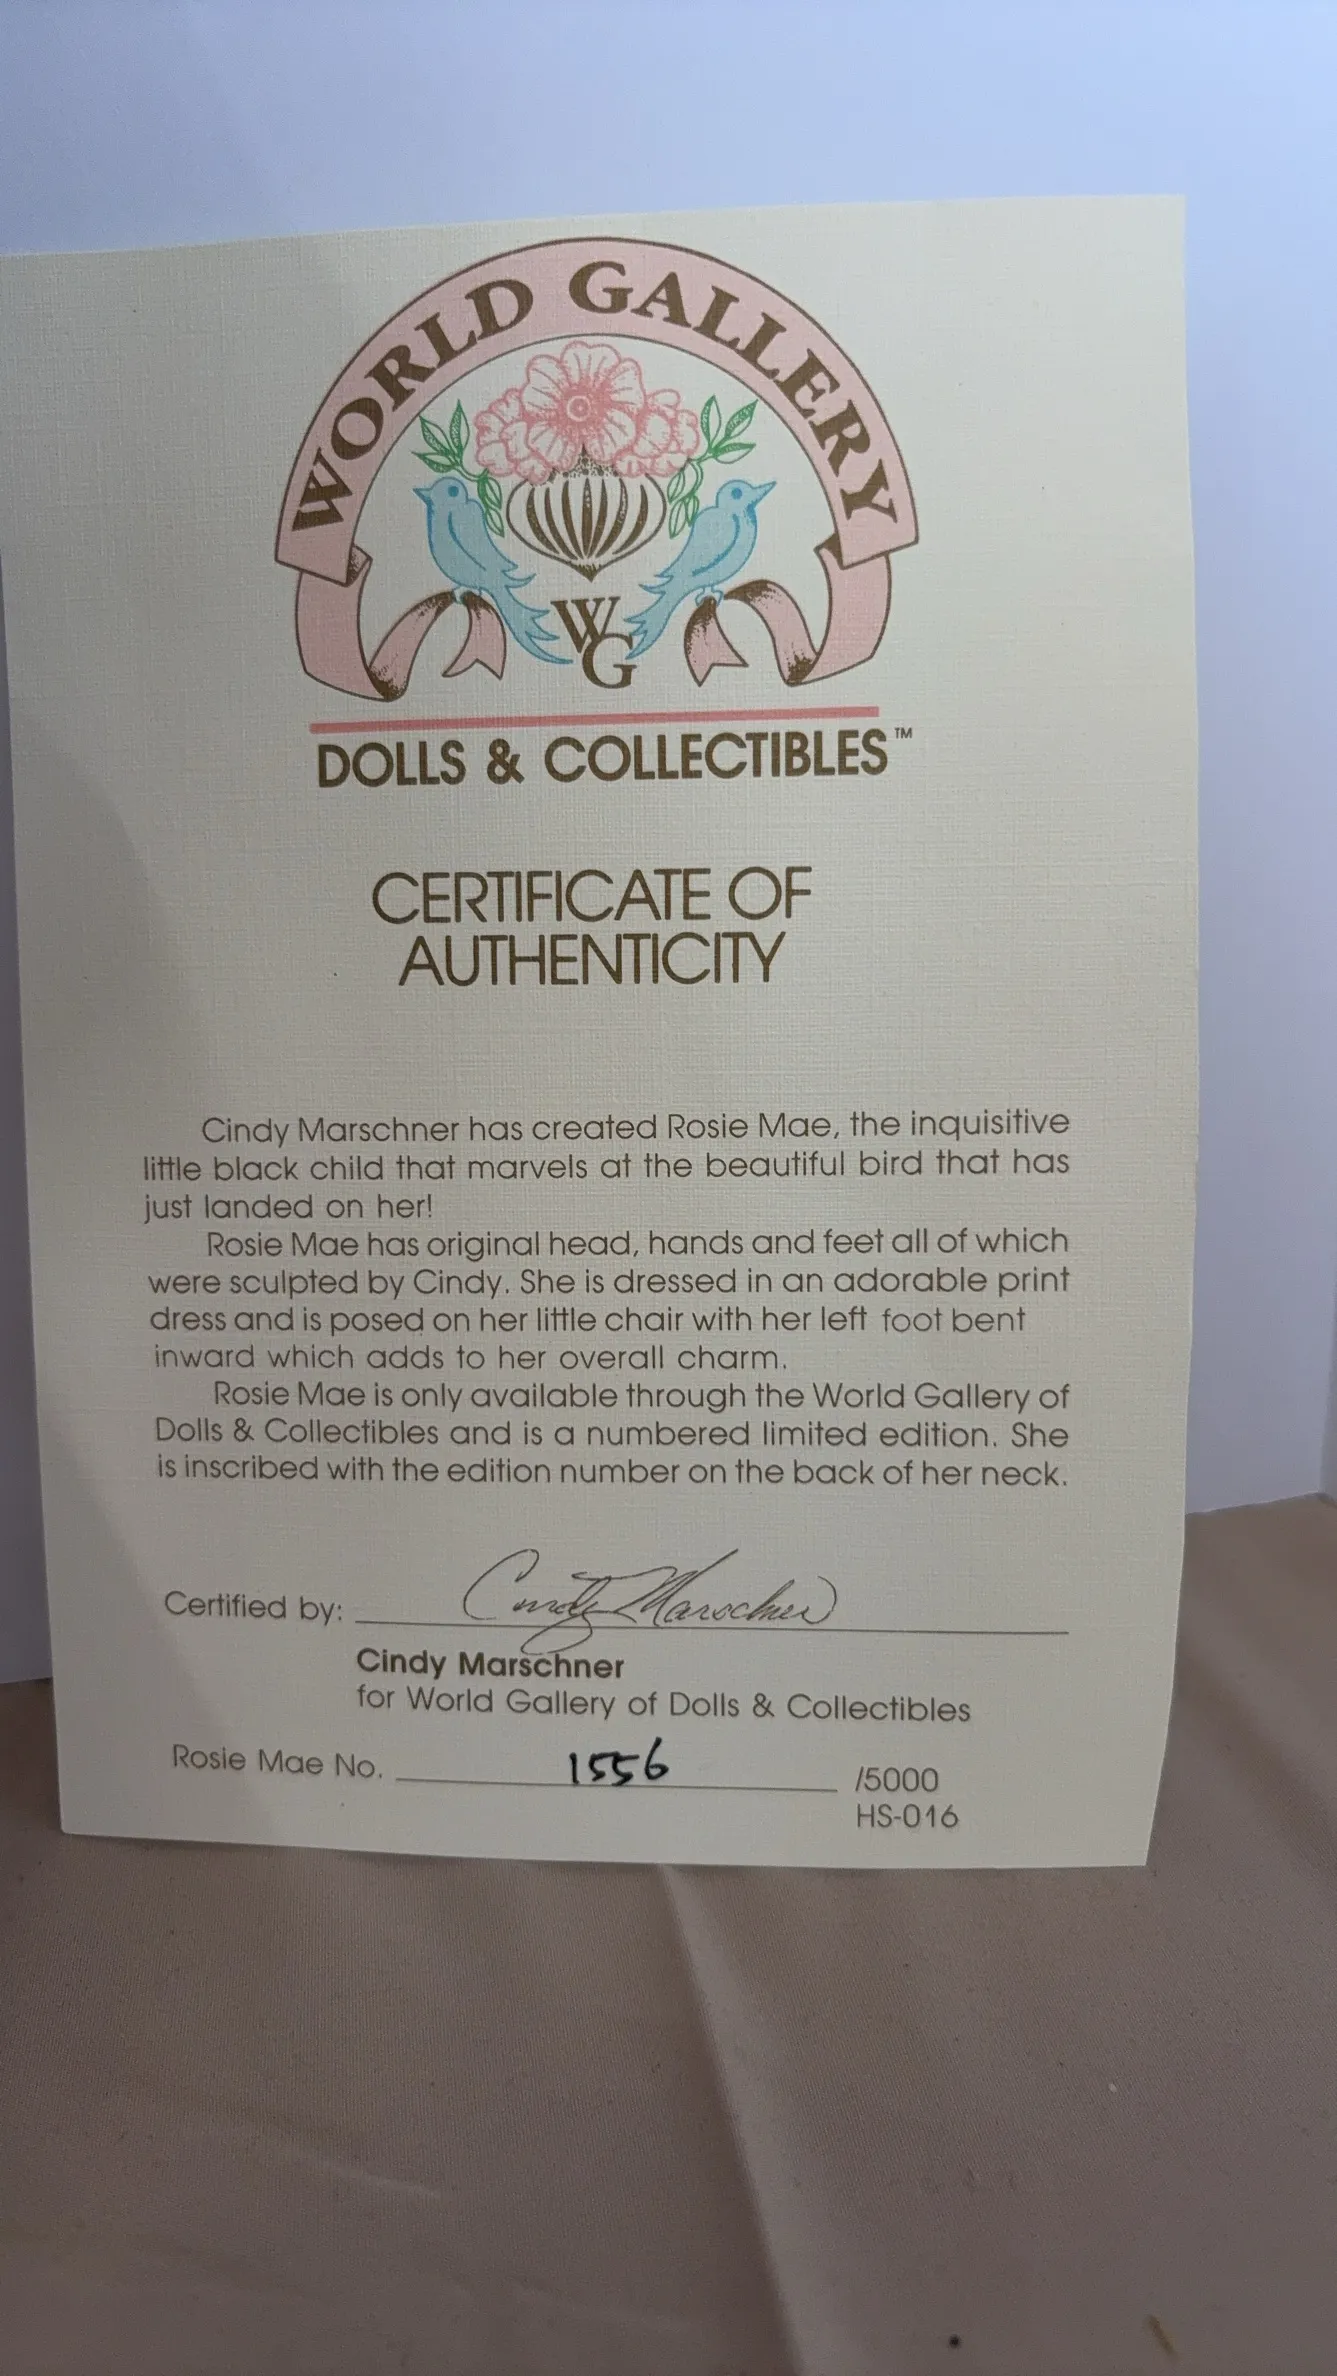 WORLD GALLERY
WG
DOLLS & COLLECTIBLES™
CERTIFICATE OF
AUTHENTICITY
Cindy Marschner has created Rosie Mae, the inquisitive
little black child that marvels at the beautiful bird that has
just landed on her!
Rosie Mae has original head, hands and feet all of which
were sculpted by Cindy. She is dressed in an adorable print
dress and is posed on her little chair with her left foot bent
inward which adds to her overall charm.
Rosie Mae is only available through the World Gallery of
Dolls & Collectibles and is a numbered limited edition. She
is inscribed with the edition number on the back of her neck.
Certified by: Cindy Marschner
Cindy Marschner
for World Gallery of Dolls & Collectibles
Rosie Mae No. 1556 /5000
HS-016